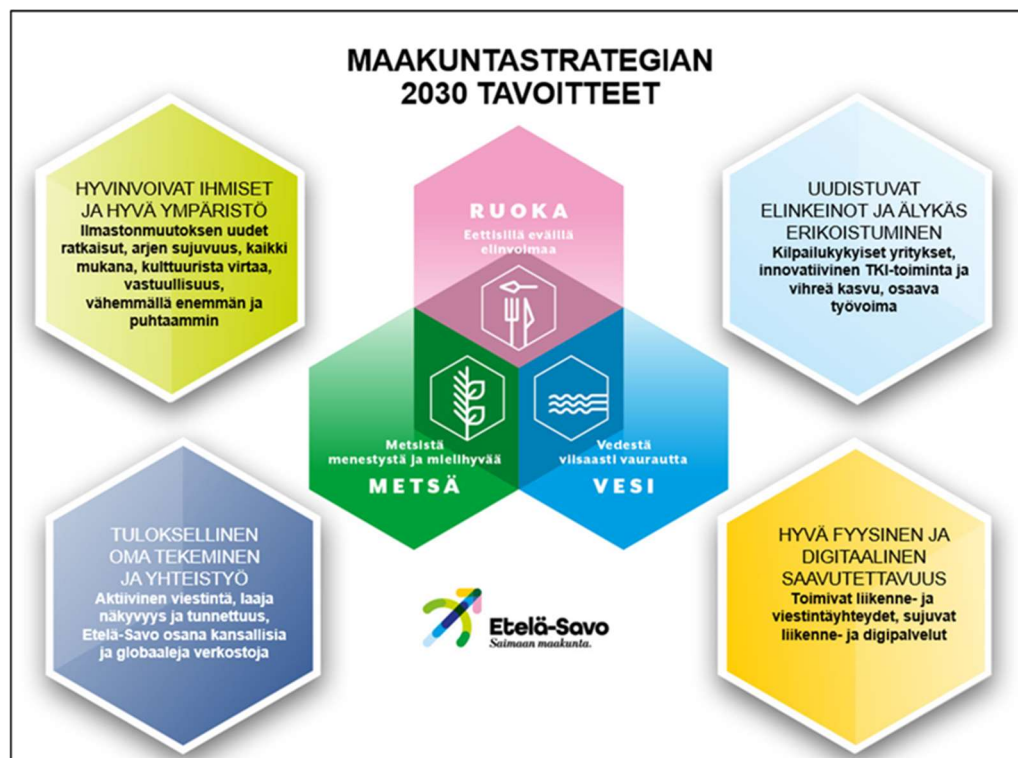 MAAKUNTASTRATEGIAN
2030 TAVOITTEET
HYVINVOIVAT IHMISET
JA HYVÄ YMPÄRISTÖ
Ilmastonmuutoksen uudet
ratkaisut, arjen sujuvuus, kaikki
mukana, kulttuurista virtaa,
vastuullisuus,
vähemmällä enemmän ja
puhtaammin
RUOKA
Eettisillä eväillä
elinvoimaa
UUDISTUVAT
ELINKEINOT JA ÄLYKÄS
ERIKOISTUMINEN
Kilpailukykyiset yritykset,
innovatiivinen TKI-toiminta ja
vihreä kasvu, osaava
työvoima
Metsistä
menestystä ja mielihyvää
METSÄ
Vedestä
viisaasti vaurautta
VESI
TULOKSELLINEN
OMA TEKEMINEN
JA YHTEISTYÖ
Aktiivinen viestintä, laaja
näkyvyys ja tunnettuus,
Etelä-Savo osana kansallisia
ja globaaleja verkostoja
Etelä-Savo
Saimaan maakunta.
HYVÄ FYYSINEN JA
DIGITAALINEN
SAAVUTETTAVUUS
Toimivat liikenne- ja
viestintäyhteydet, sujuvat
liikenne- ja digipalvelut